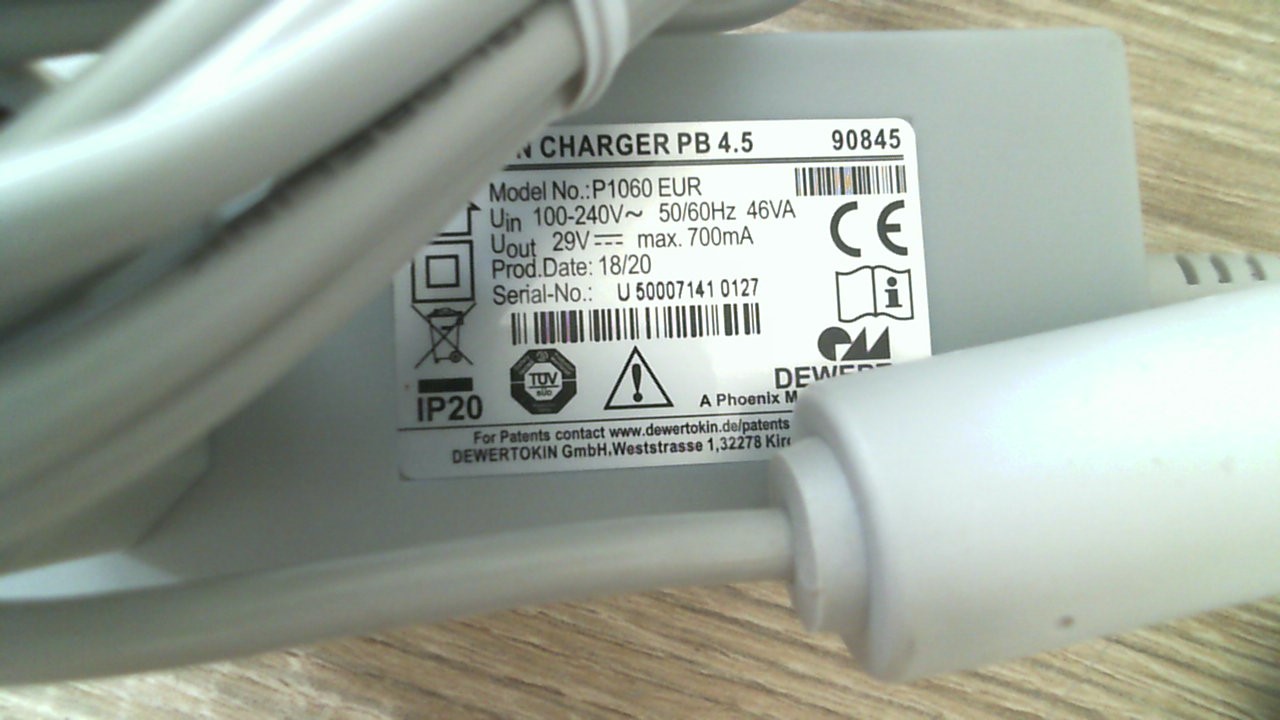 CHARGER PB 4.5 90845
Model No.:P1060 EUR
Uin 100-240V~ 50/60Hz 46VA
Uout 29V⎓ max. 700mA
Prod.Date: 18/20
Serial-No.: U 50007141 0127
CE
i
TÜV
SÜD
!
IP20
A Phoenix
For Patents contact www.dewertokin.de/patents
DEWERTOKIN GmbH.Weststrasse 1,32278